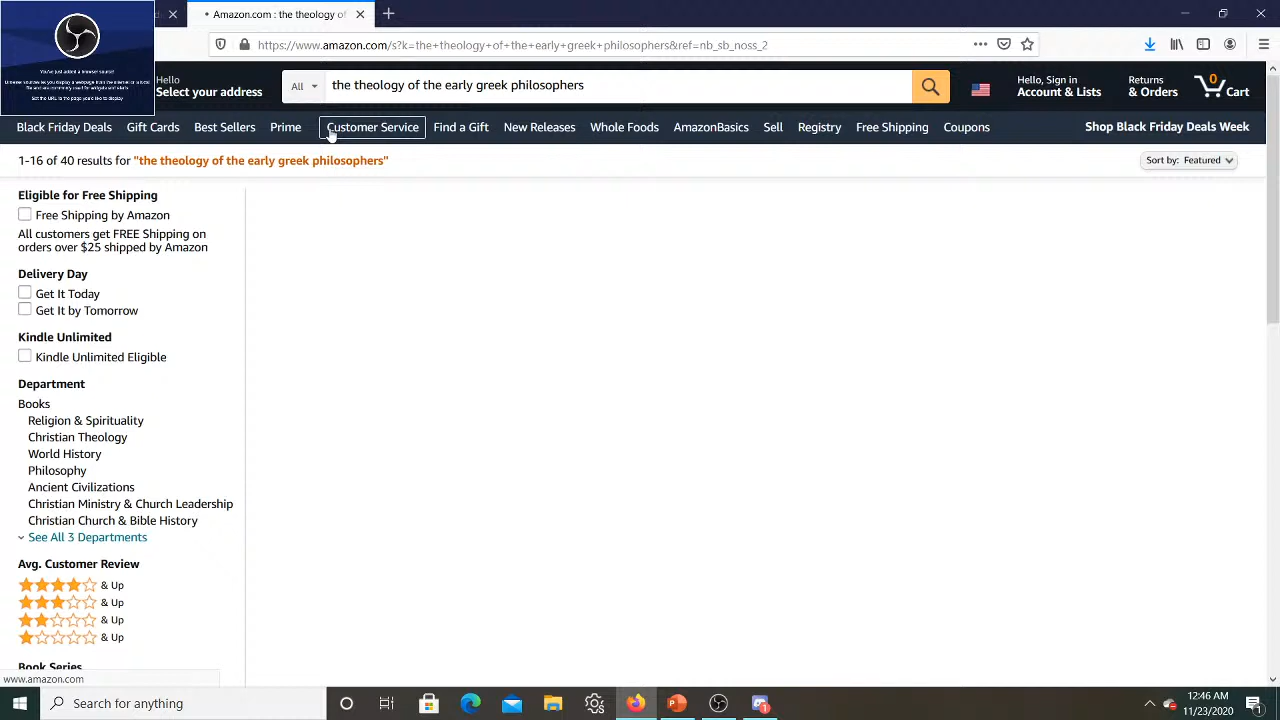 Amazon.com : the theology of
You've just added a browser source!
https://www.amazon.com/s?k=the+theology+of+the+early+greek+philosophers&ref=nb_sb_noss_2
Hello
Select your address
All
the theology of the early greek philosophers
Hello, Sign in
Account & Lists
Returns
& Orders
0
Cart
Black Friday Deals
Gift Cards
Best Sellers
Prime
Customer Service
Find a Gift
New Releases
Whole Foods
AmazonBasics
Sell
Registry
Free Shipping
Coupons
Shop Black Friday Deals Week
1-16 of 40 results for "the theology of the early greek philosophers"
Sort by: Featured
Eligible for Free Shipping
Free Shipping by Amazon
All customers get FREE Shipping on
orders over $25 shipped by Amazon
Delivery Day
Get It Today
Get It by Tomorrow
Kindle Unlimited
Kindle Unlimited Eligible
Department
Books
Religion & Spirituality
Christian Theology
World History
Philosophy
Ancient Civilizations
Christian Ministry & Church Leadership
Christian Church & Bible History
See All 3 Departments
Avg. Customer Review
& Up
& Up
& Up
& Up
Book Series
www.amazon.com
Search for anything
12:46 AM
11/23/2020